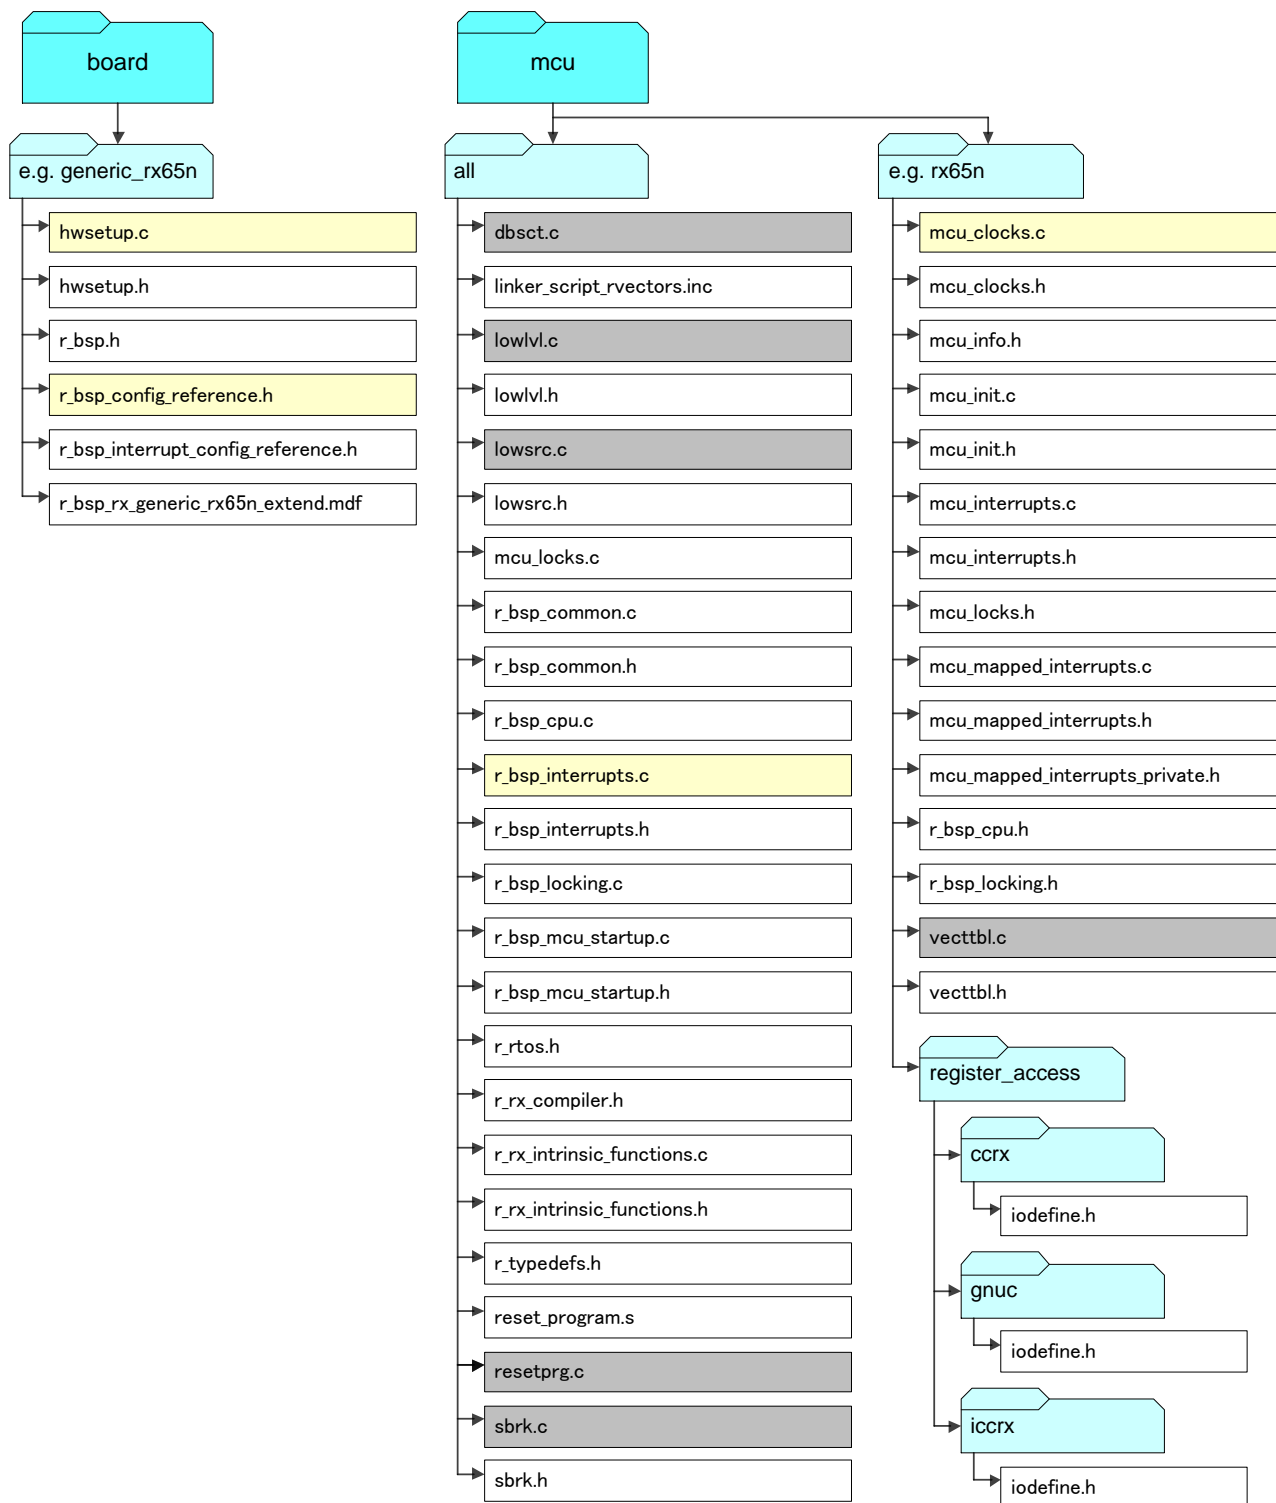 board
e.g. generic_rx65n
hwsetup.c
hwsetup.h
r_bsp.h
r_bsp_config_reference.h
r_bsp_interrupt_config_reference.h
r_bsp_rx_generic_rx65n_extend.mdf
mcu
all
dbsct.c
linker_script_rvectors.inc
lowlvl.c
lowlvl.h
lowsrc.c
lowsrc.h
mcu_locks.c
r_bsp_common.c
r_bsp_common.h
r_bsp_cpu.c
r_bsp_interrupts.c
r_bsp_interrupts.h
r_bsp_locking.c
r_bsp_mcu_startup.c
r_bsp_mcu_startup.h
r_rtos.h
r_rx_compiler.h
r_rx_intrinsic_functions.c
r_rx_intrinsic_functions.h
r_typedefs.h
reset_program.s
resetprg.c
sbrk.c
sbrk.h
e.g. rx65n
mcu_clocks.c
mcu_clocks.h
mcu_info.h
mcu_init.c
mcu_init.h
mcu_interrupts.c
mcu_interrupts.h
mcu_locks.h
mcu_mapped_interrupts.c
mcu_mapped_interrupts.h
mcu_mapped_interrupts_private.h
r_bsp_cpu.h
r_bsp_locking.h
vecttbl.c
vecttbl.h
register_access
ccrx
iodefine.h
gnuc
iodefine.h
iccrx
iodefine.h